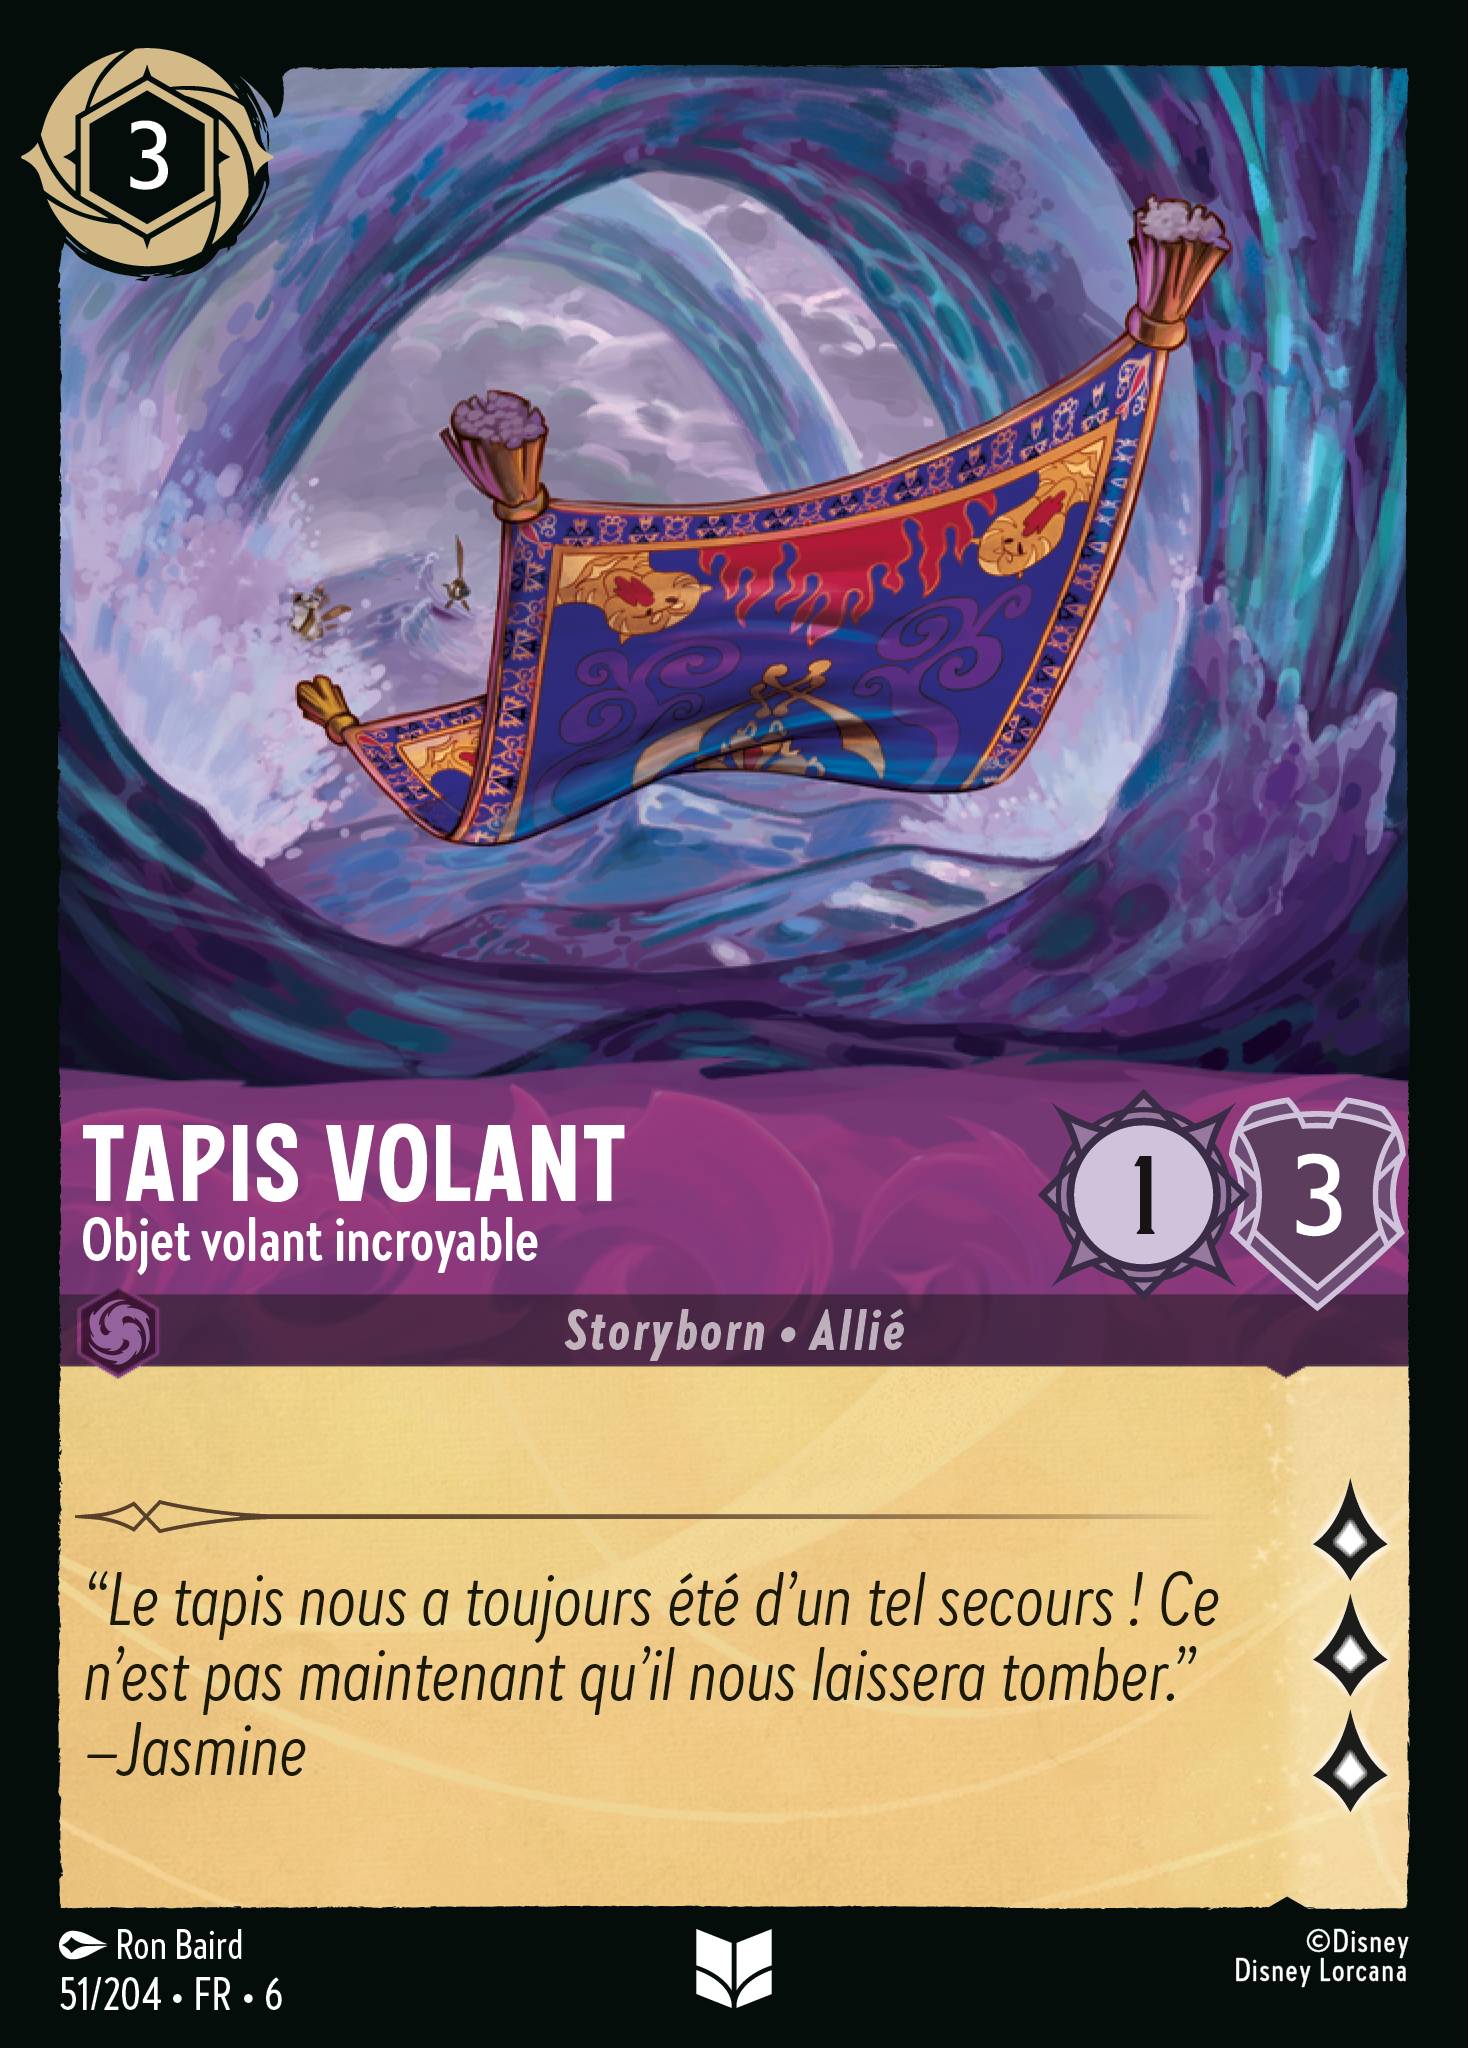 3
TAPIS VOLANT
Objet volant incroyable
1
3
Storyborn • Allié
“Le tapis nous a toujours été d’un tel secours ! Ce
n’est pas maintenant qu’il nous laissera tomber.”
–Jasmine
Ron Baird
51/204 • FR • 6
©Disney
Disney Lorcana